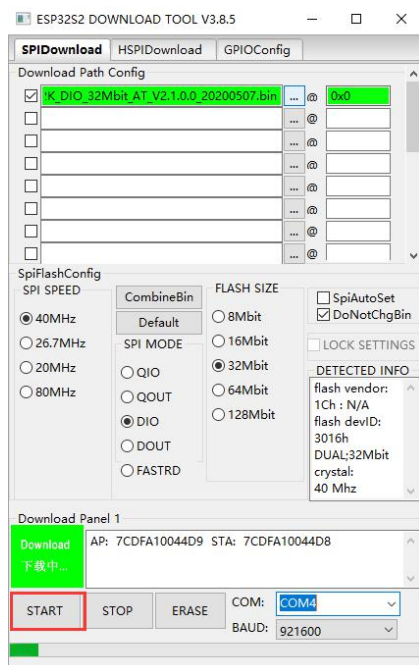 ESP32S2 DOWNLOAD TOOL V3.8.5
SPIDownload HSPIDownload GPIOConfig
Download Path Config
!K_DIO_32Mbit_AT_V2.1.0.0_20200507.bin ... @ 0x0
... @
... @
... @
... @
... @
... @
... @
SpiFlashConfig
SPI SPEED
40MHz
26.7MHz
20MHz
80MHz
CombineBin
Default
SPI MODE
QIO
QOUT
DIO
DOUT
FASTRD
FLASH SIZE
8Mbit
16Mbit
32Mbit
64Mbit
128Mbit
SpiAutoSet
DoNotChgBin
LOCK SETTINGS
DETECTED INFO
flash vendor:
1Ch : N/A
flash devID:
3016h
DUAL;32Mbit
crystal:
40 Mhz
Download Panel 1
Download
下载中...
AP: 7CDFA10044D9 STA: 7CDFA10044D8
START STOP ERASE
COM: COM4
BAUD: 921600